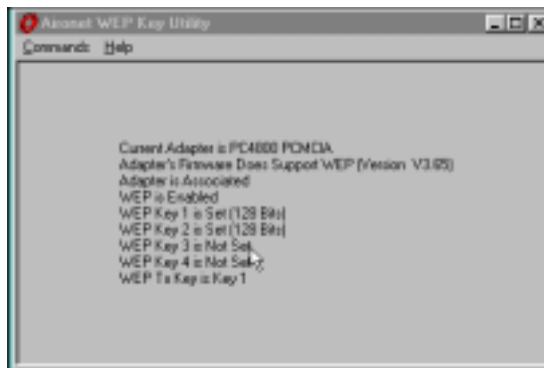 Aironet WEP Key Utility
Commands Help
Current Adapter is PC4800 PCMCIA
Adapter's Firmware Does Support WEP (Version V3.65)
Adapter is Associated
WEP is Enabled
WEP Key 1 is Set (128 Bits)
WEP Key 2 is Set (128 Bits)
WEP Key 3 is Not Set
WEP Key 4 is Not Set
WEP Tx Key is Key 1